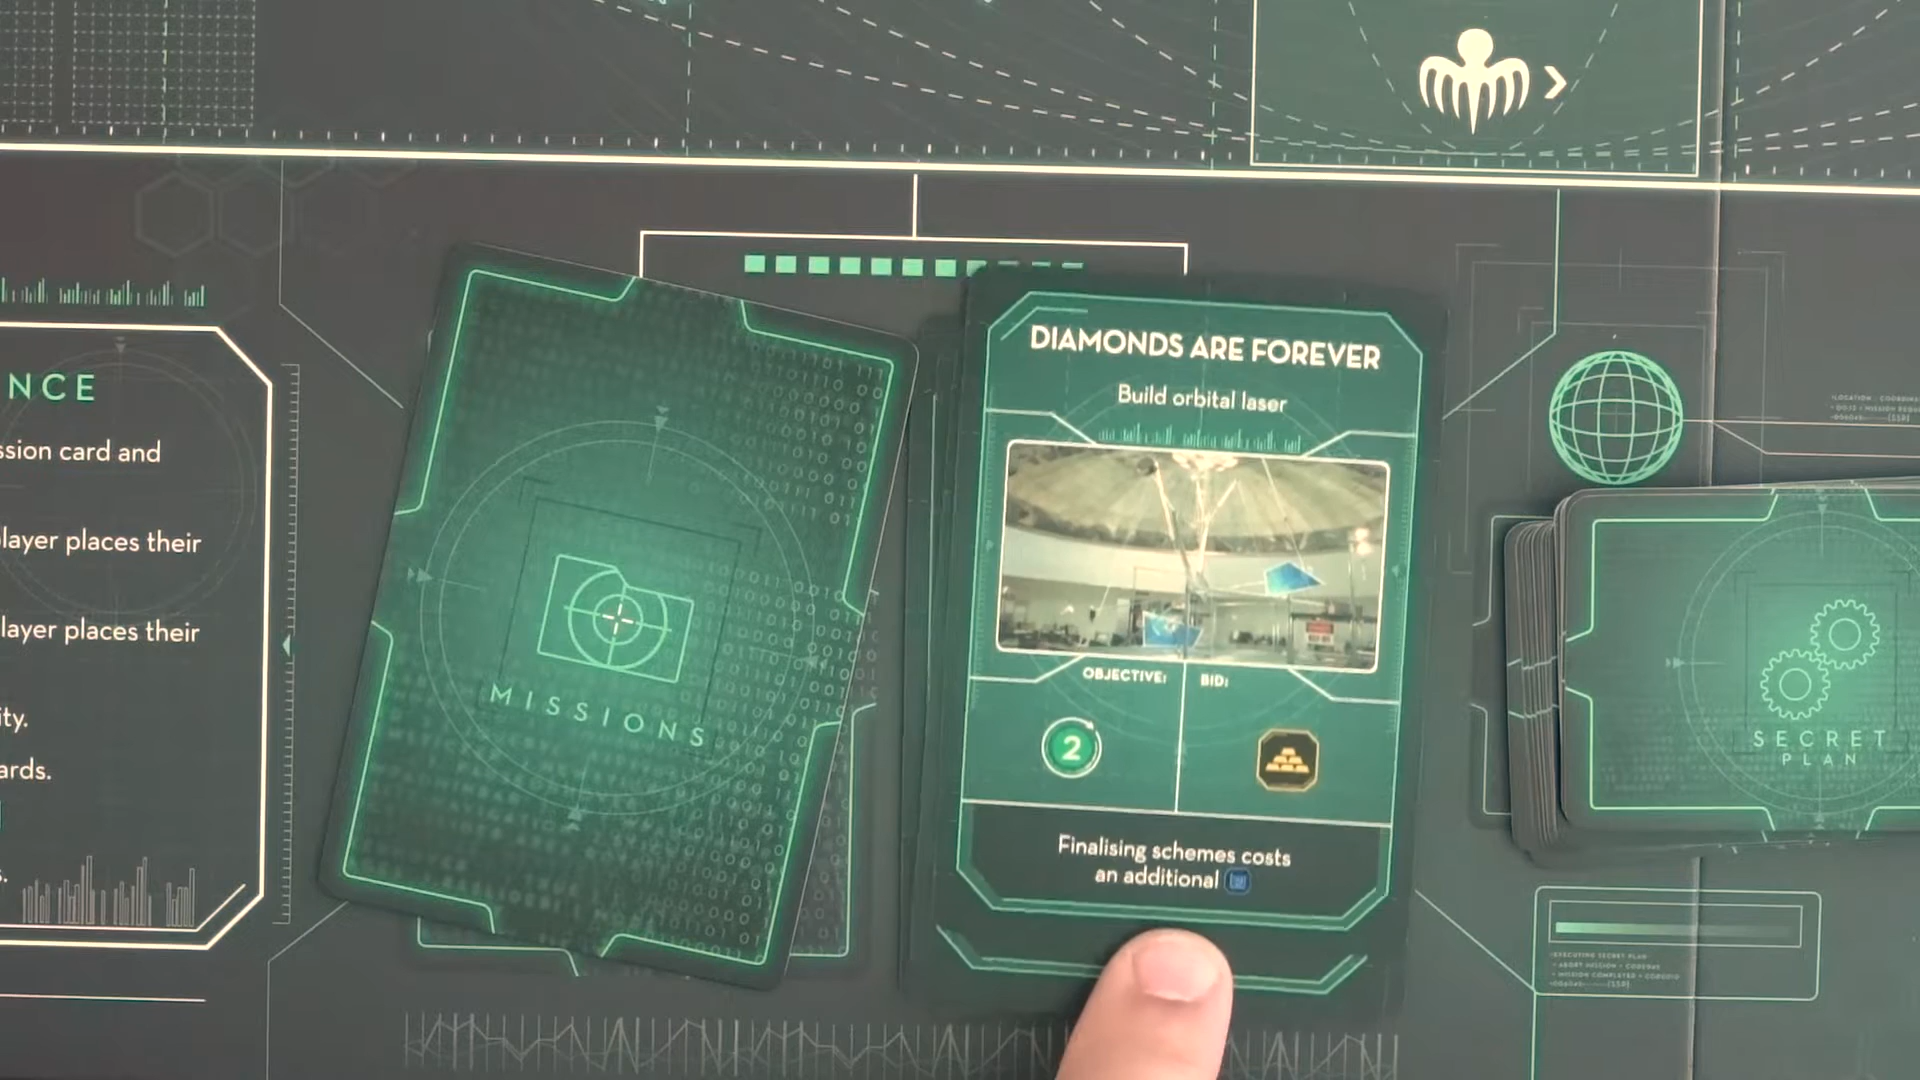 NCE
ssion card and
layer places their
layer places their
ity.
ards.
s.
MISSIONS
DIAMONDS ARE FOREVER
Build orbital laser
OBJECTIVE:
BID:
2
Finalising schemes costs
an additional
SECRET
PLAN